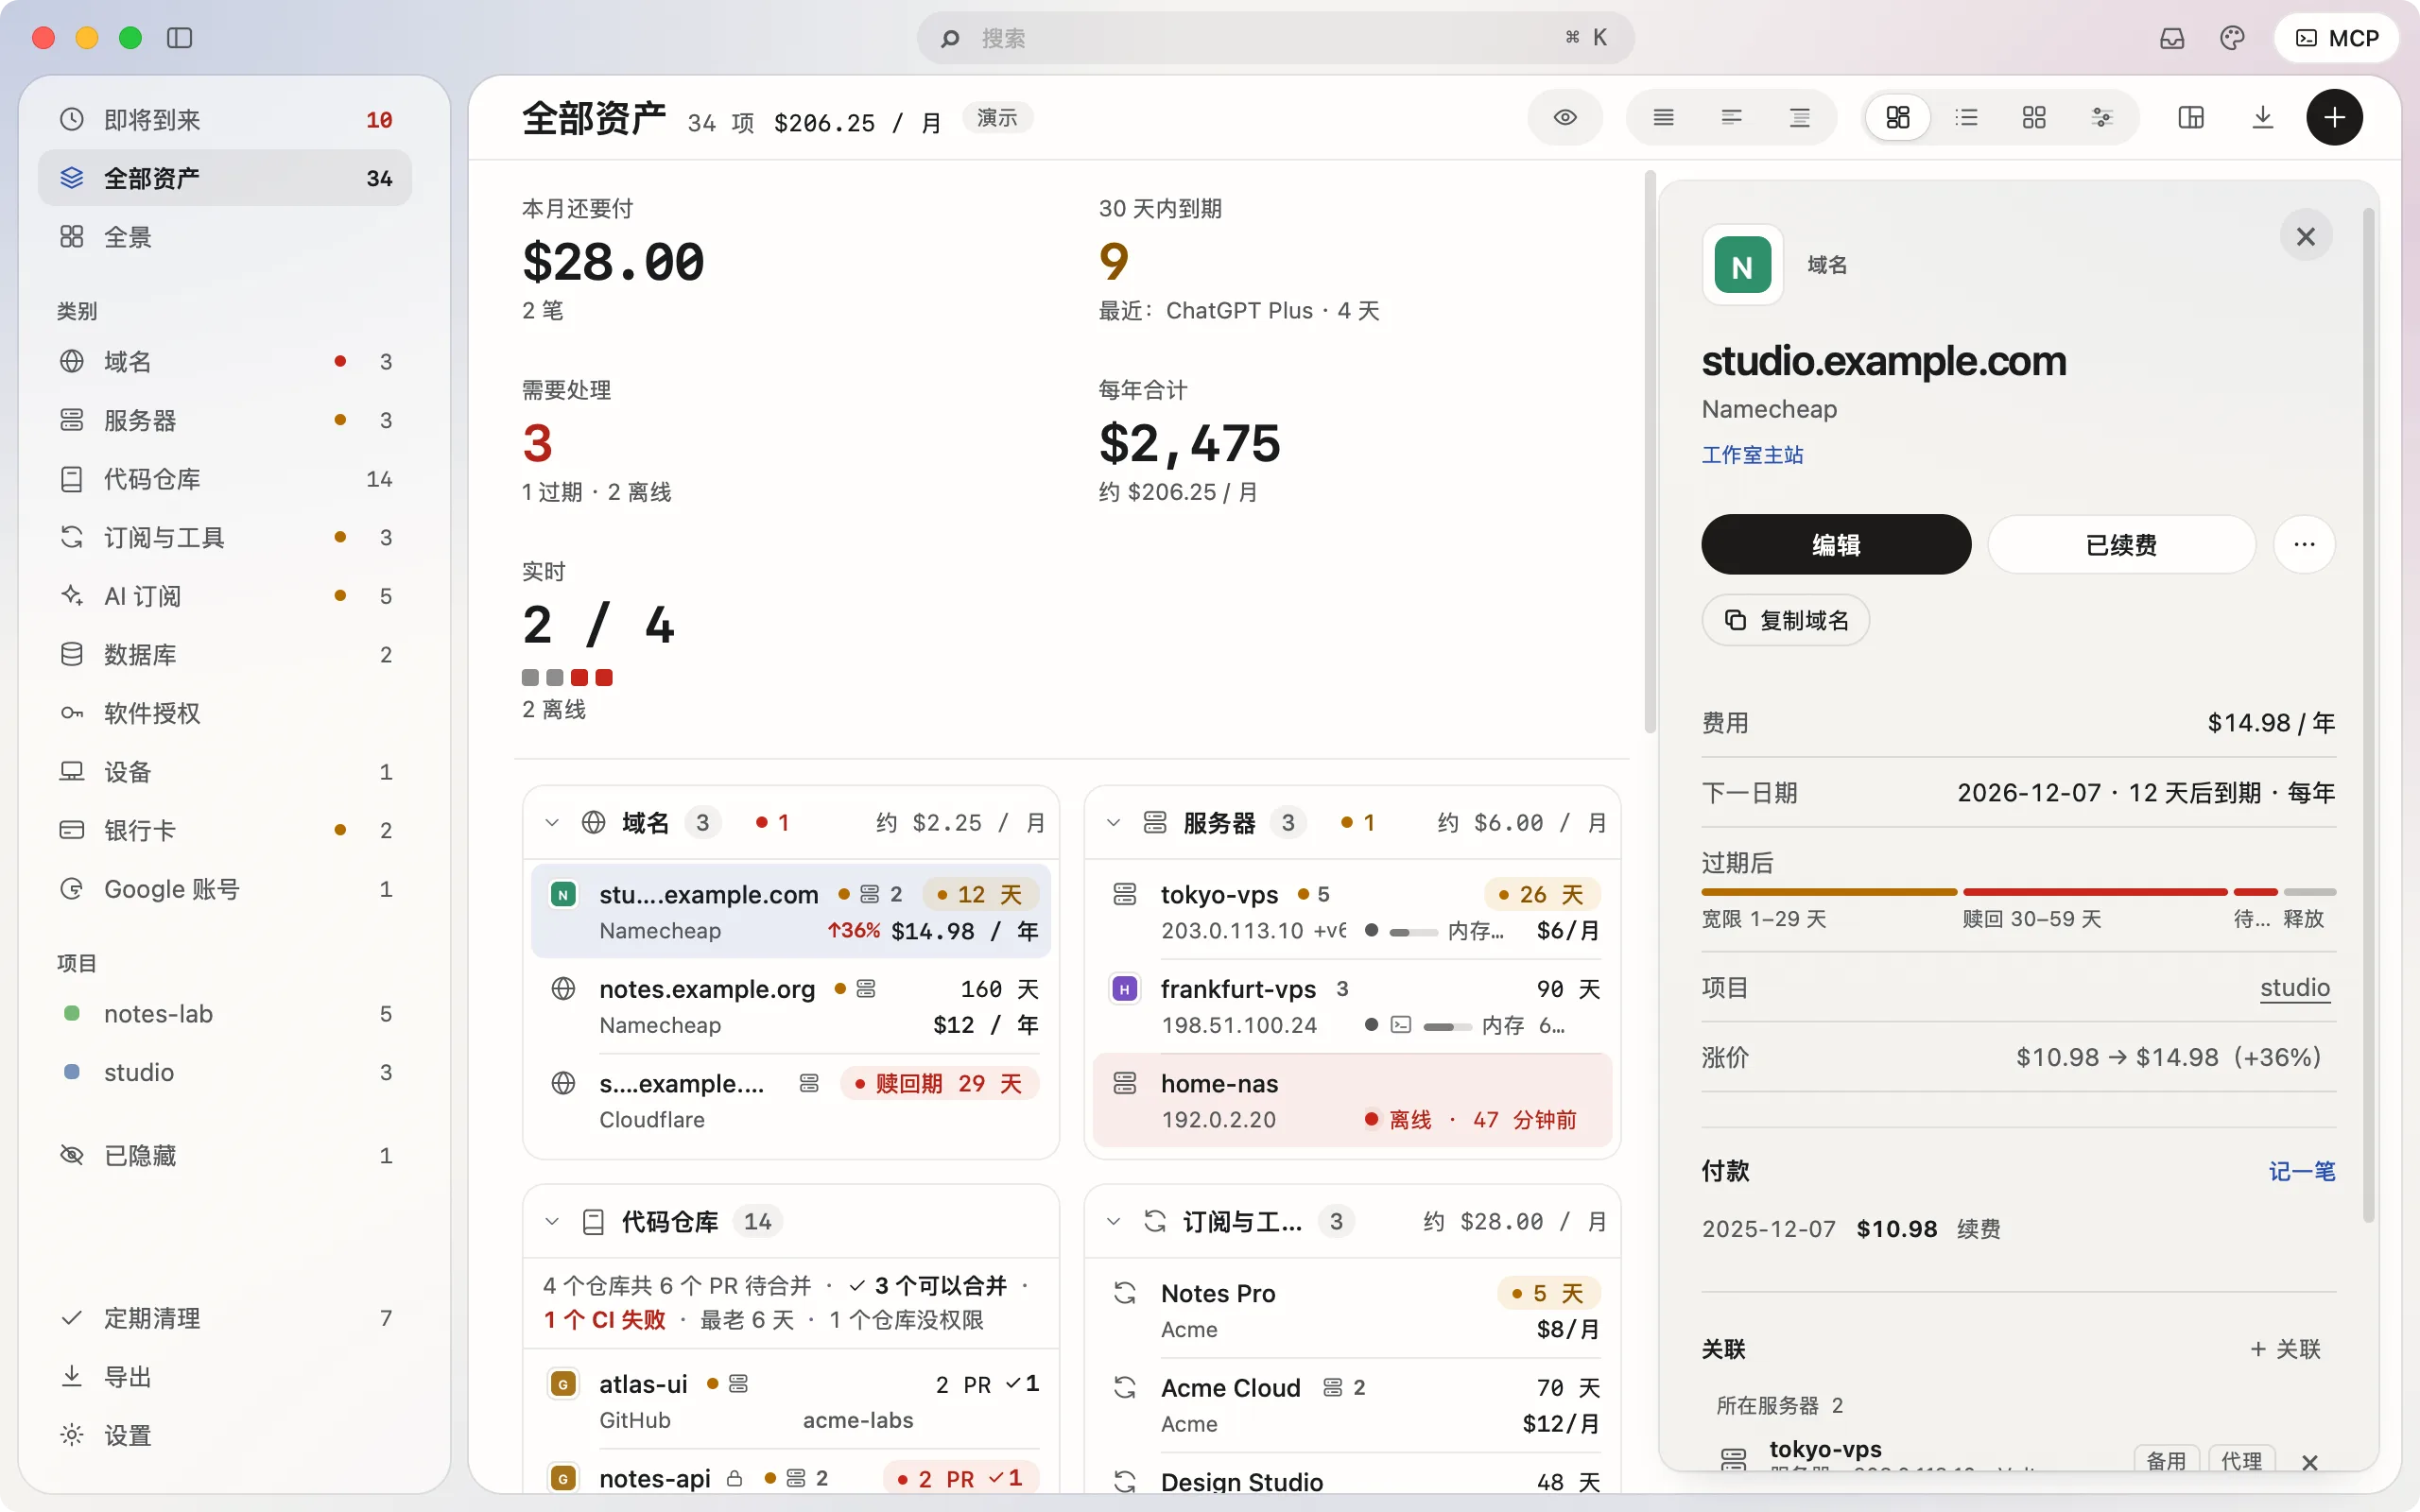 搜索 ⌘ K
MCP
即将到来 10
全部资产 34
全景
类别
域名 3
服务器 3
代码仓库 14
订阅与工具 3
AI 订阅 5
数据库 2
软件授权
设备 1
银行卡 2
Google 账号 1
项目
notes-lab 5
studio 3
已隐藏 1
定期清理 7
导出
设置
全部资产 34 项 $206.25 / 月 演示
本月还要付
$28.00
2 笔
30 天内到期
9
最近：ChatGPT Plus · 4 天
需要处理
3
1 过期 · 2 离线
每年合计
$2,475
约 $206.25 / 月
实时
2 / 4
2 离线
域名 3 1 约 $2.25 / 月
N stu....example.com 2 12 天
Namecheap ↑36% $14.98 / 年
notes.example.org 160 天
Namecheap $12 / 年
s....example.... 赎回期 29 天
Cloudflare
服务器 3 1 约 $6.00 / 月
tokyo-vps 5 26 天
203.0.113.10 内存... $6/月
H frankfurt-vps 3 90 天
198.51.100.24 内存 6...
home-nas
192.0.2.20 离线 · 47 分钟前
代码仓库 14
4 个仓库共 6 个 PR 待合并 · ✓ 3 个可以合并 ·
1 个 CI 失败 · 最老 6 天 · 1 个仓库没权限
G atlas-ui 2 PR ✓1
GitHub acme-labs
G notes-api 2 2 PR ✓1
订阅与工... 3 约 $28.00 / 月
Notes Pro 5 天
Acme $8/月
Acme Cloud 2 70 天
Acme $12/月
Design Studio 48 天
N 域名
studio.example.com
Namecheap
工作室主站
编辑 已续费 ···
复制域名
费用 $14.98 / 年
下一日期 2026-12-07 · 12 天后到期 · 每年
过期后
宽限 1–29 天 赎回 30–59 天 待... 释放
项目 studio
涨价 $10.98 → $14.98 (+36%)
付款 记一笔
2025-12-07 $10.98 续费
关联 + 关联
所在服务器 2
tokyo-vps 备用 代理